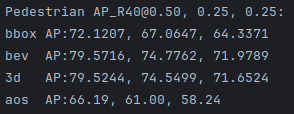 Pedestrian AP_R40@0.50, 0.25, 0.25:
bbox AP:72.1207, 67.0647, 64.3371
bev  AP:79.5716, 74.7762, 71.9789
3d   AP:79.5244, 74.5499, 71.6524
aos  AP:66.19, 61.00, 58.24